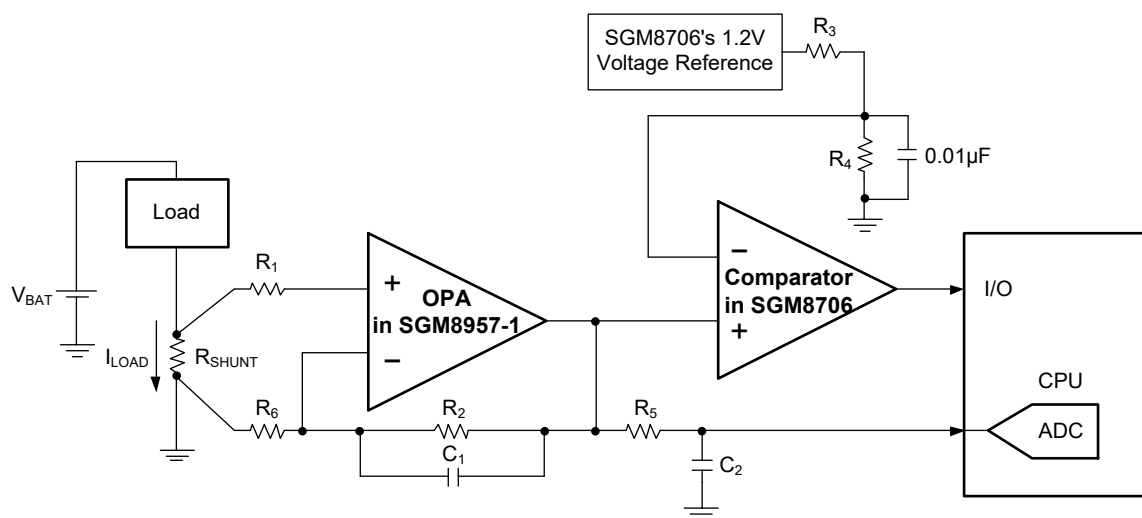 SGM8706's 1.2V
Voltage Reference
R3
R4
0.01µF
Load
VBAT
ILOAD
RSHUNT
R1
+
OPA
in SGM8957-1
−
R6
R2
C1
−
Comparator
in SGM8706
+
R5
C2
I/O
CPU
ADC